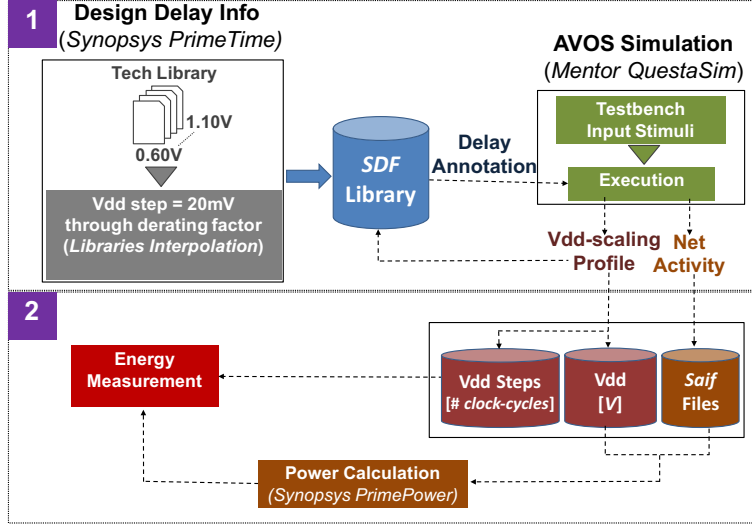 1
Design Delay Info
(Synopsys PrimeTime)
Tech Library
1.10V
0.60V
Vdd step = 20mV
through derating factor
(Libraries Interpolation)
SDF
Library
Delay
Annotation
AVOS Simulation
(Mentor QuestaSim)
Testbench
Input Stimuli
Execution
Vdd-scaling
Profile
Net
Activity
2
Energy
Measurement
Vdd Steps
[# clock-cycles]
Vdd
[V]
Saif
Files
Power Calculation
(Synopsys PrimePower)